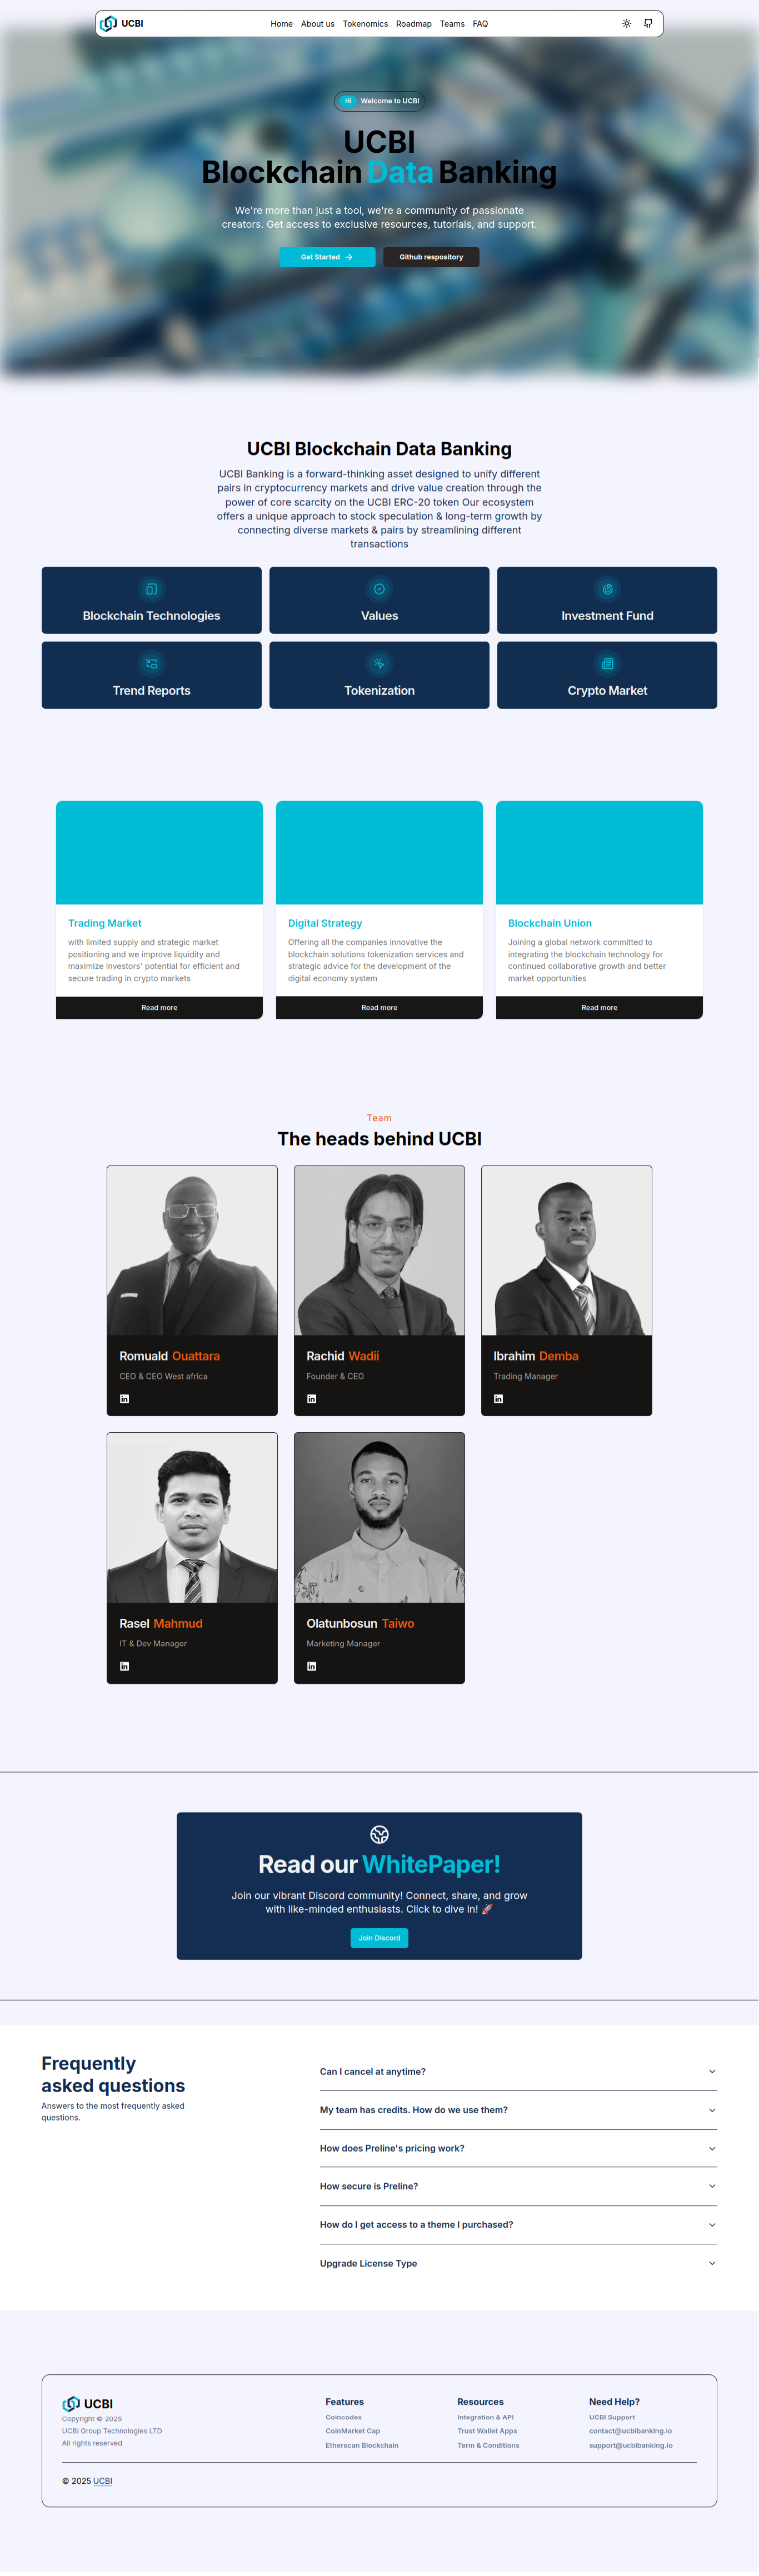 UCBI
Home About us Tokenomics Roadmap Teams FAQ
Hi Welcome to UCBI
UCBI
Blockchain Data Banking
We're more than just a tool, we're a community of passionate
creators. Get access to exclusive resources, tutorials, and support.
Get Started
Github respository
UCBI Blockchain Data Banking
UCBI Banking is a forward-thinking asset designed to unify different
pairs in cryptocurrency markets and drive value creation through the
power of core scarcity on the UCBI ERC-20 token Our ecosystem
offers a unique approach to stock speculation & long-term growth by
connecting diverse markets & pairs by streamlining different
transactions
Blockchain Technologies
Values
Investment Fund
Trend Reports
Tokenization
Crypto Market
Trading Market
with limited supply and strategic market
positioning and we improve liquidity and
maximize investors' potential for efficient and
secure trading in crypto markets
Read more
Digital Strategy
Offering all the companies innovative the
blockchain solutions tokenization services and
strategic advice for the development of the
digital economy system
Read more
Blockchain Union
Joining a global network committed to
integrating the blockchain technology for
continued collaborative growth and better
market opportunities
Read more
Team
The heads behind UCBI
Romuald Ouattara
CEO & CEO West africa
Rachid Wadii
Founder & CEO
Ibrahim Demba
Trading Manager
Rasel Mahmud
IT & Dev Manager
Olatunbosun Taiwo
Marketing Manager
Read our WhitePaper!
Join our vibrant Discord community! Connect, share, and grow
with like-minded enthusiasts. Click to dive in! 🚀
Join Discord
Frequently
asked questions
Answers to the most frequently asked
questions.
Can I cancel at anytime?
My team has credits. How do we use them?
How does Preline's pricing work?
How secure is Preline?
How do I get access to a theme I purchased?
Upgrade License Type
UCBI
Copyright © 2025
UCBI Group Technologies LTD
All rights reserved
Features
Coincodex
CoinMarket Cap
Etherscan Blockchain
Resources
Integration & API
Trust Wallet Apps
Term & Conditions
Need Help?
UCBI Support
contact@ucbibanking.io
support@ucbibanking.io
© 2025 UCBI